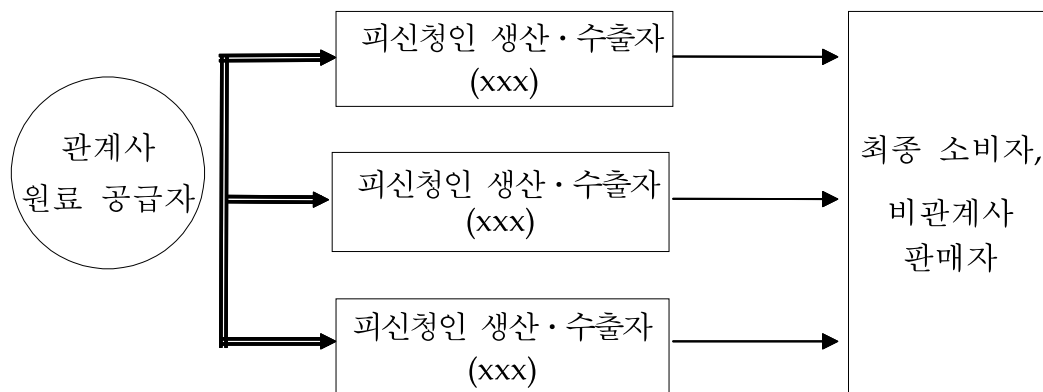 관계사
원료 공급자
피신청인 생산·수출자
(xxx)
피신청인 생산·수출자
(xxx)
피신청인 생산·수출자
(xxx)
최종 소비자,
비관계사
판매자